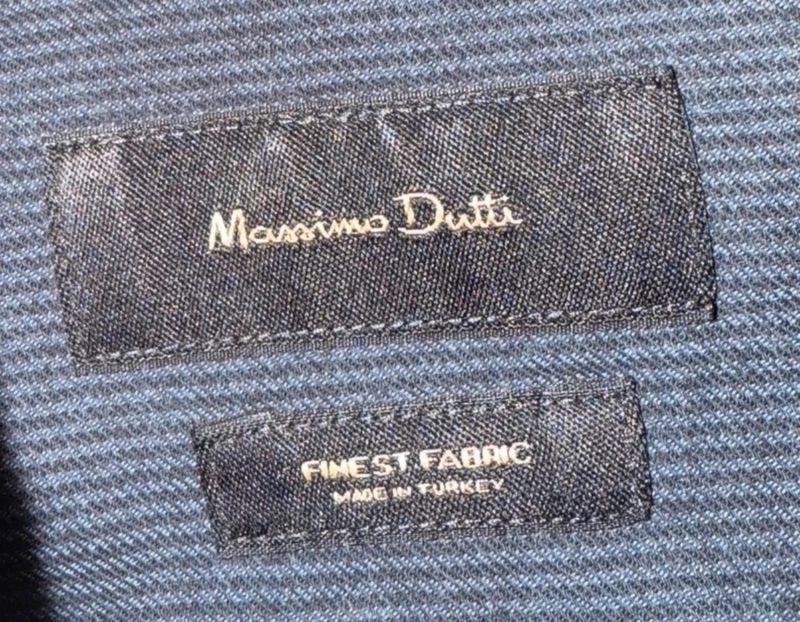 Massimo Dutti
FINEST FABRIC
MADE IN TURKEY